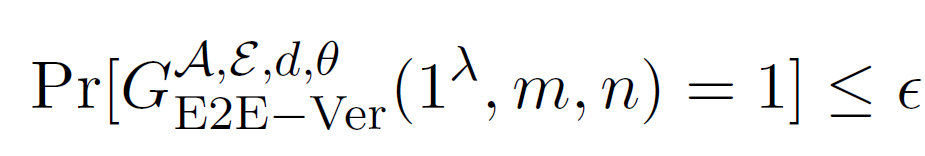 Pr[G^{𝒜,ℰ,d,θ}_{E2E−Ver}(1^λ, m, n) = 1] ≤ ϵ